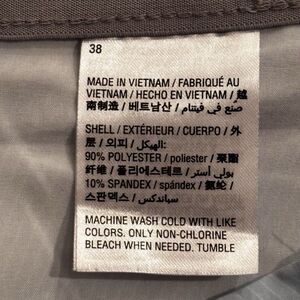 38
MADE IN VIETNAM / FABRIQUÉ AU
VIETNAM / HECHO EN VIETNAM / 越
南制造 / 베트남산 / صنع في فيتنام
SHELL / EXTÉRIEUR / CUERPO / 外
层 / 외피 / الهيكل:
90% POLYESTER / poliester / 聚酯
纤维 / 폴리에스테르 / بولي أستر
10% SPANDEX / spándex / 氨纶 /
스판덱스 / سباندكس
MACHINE WASH COLD WITH LIKE
COLORS. ONLY NON-CHLORINE
BLEACH WHEN NEEDED. TUMBLE